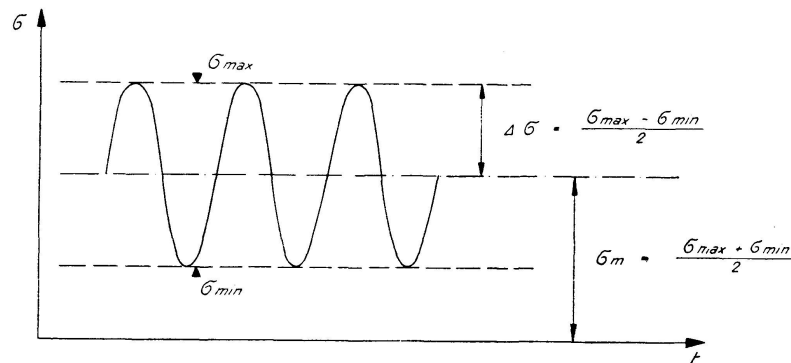 σ
σmax
Δσ = (σmax - σmin) / 2
σm = (σmax + σmin) / 2
σmin
t